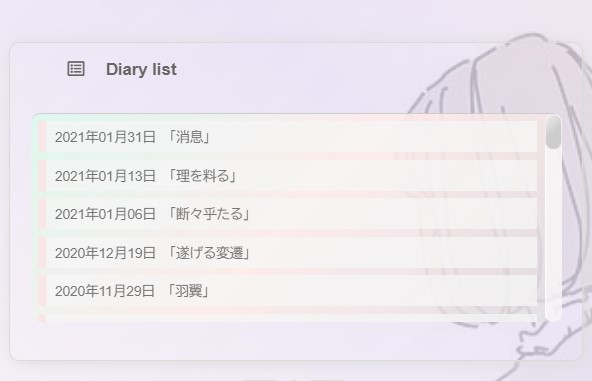 Diary list
2021年01月31日 「消息」
2021年01月13日 「理を料る」
2021年01月06日 「断々乎たる」
2020年12月19日 「遂げる変遷」
2020年11月29日 「羽翼」